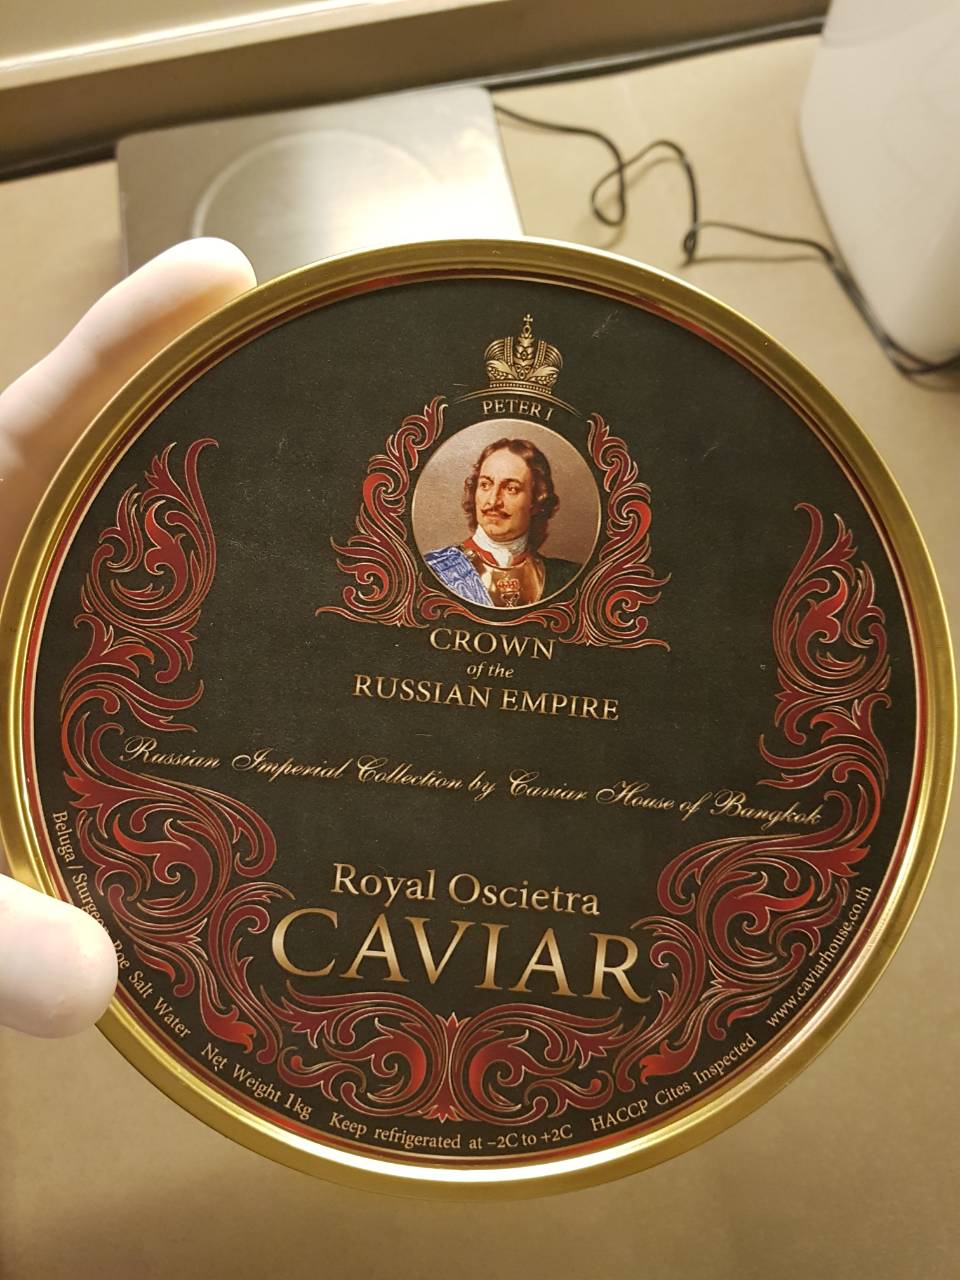 PETER I
CROWN
of the
RUSSIAN EMPIRE
Russian Imperial Collection by Caviar House of Bangkok
Royal Oscietra
CAVIAR
Beluga / Sturgeon Roe Salt Water Net Weight 1kg Keep refrigerated at -2C to +2C HACCP Cites Inspected www.caviarhouse.co.th